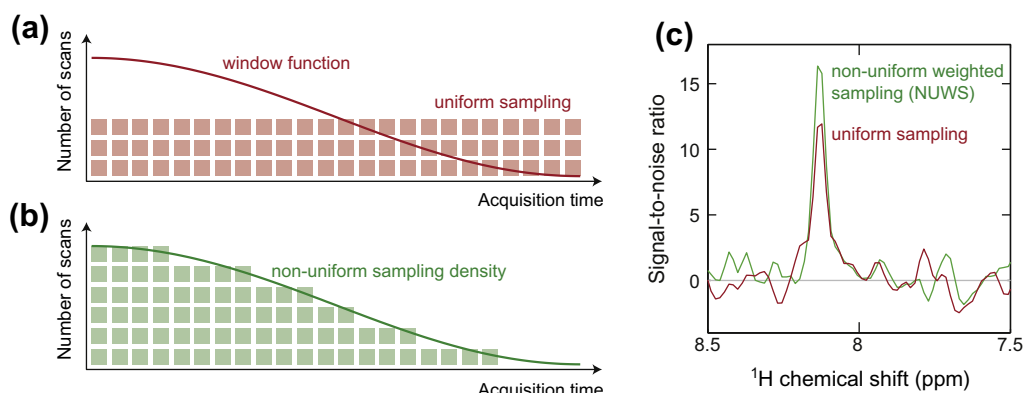 (a)
Number of scans
window function
uniform sampling
Acquisition time
(b)
Number of scans
non-uniform sampling density
Acquisition time
(c)
Signal-to-noise ratio
15
10
5
0
non-uniform weighted
sampling (NUWS)
uniform sampling
8.5
8
7.5
¹H chemical shift (ppm)